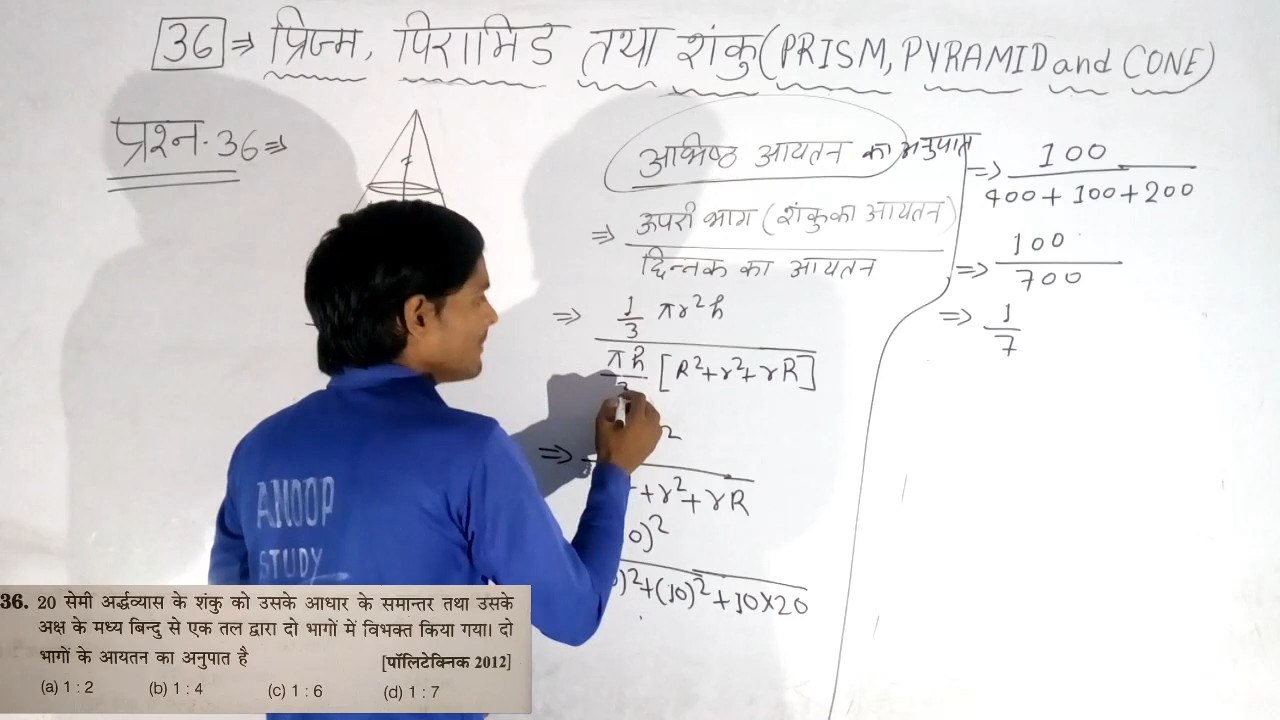 36 ⇒ प्रिज्म, पिरामिड तथा शंकु (PRISM, PYRAMID and CONE)
प्रश्न. 36 ⇒
अभिष्ठ आयतन का अनुपात
⇒ ऊपरी भाग (शंकु का आयतन)
द्दिन्नक का आयतन
⇒ 1/3 πr²h
πh [R²+r²+rR]
⇒
+r²+rR
0)²
)²+(10)²+10×20
⇒ 100
400+100+200
⇒ 100
700
⇒ 1
7
ANOOP
STUDY
36. 20 सेमी अर्द्धव्यास के शंकु को उसके आधार के समान्तर तथा उसके
अक्ष के मध्य बिन्दु से एक तल द्वारा दो भागों में विभक्त किया गया। दो
भागों के आयतन का अनुपात है [पॉलिटेक्निक 2012]
(a) 1 : 2 (b) 1 : 4 (c) 1 : 6 (d) 1 : 7